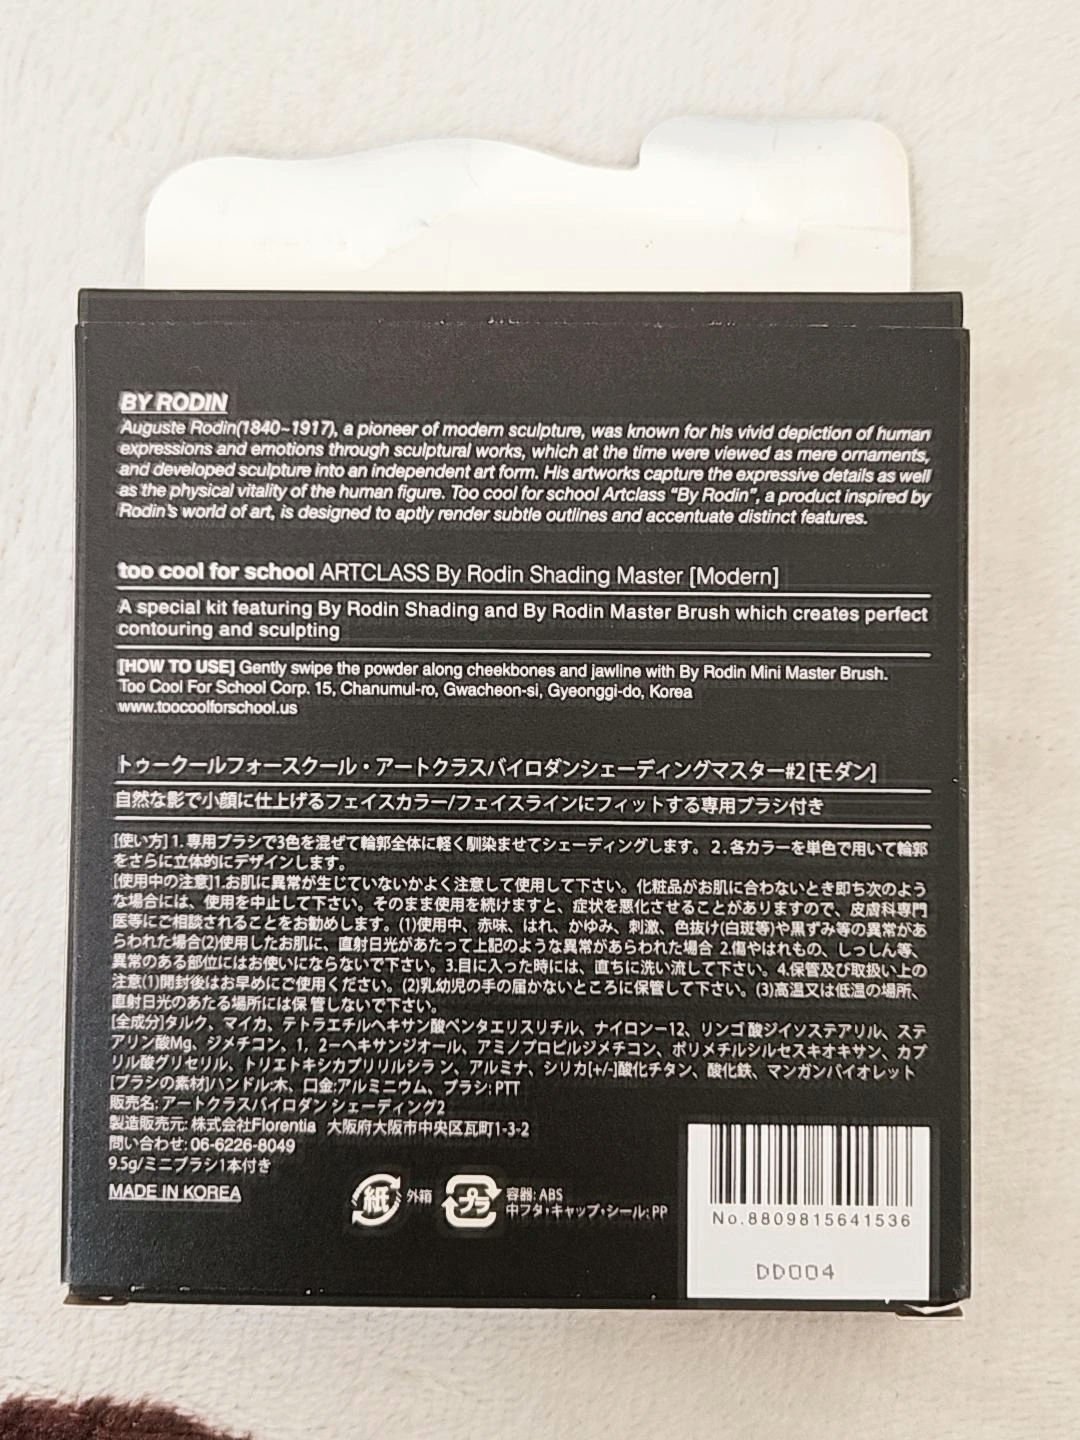 BY RODIN
Auguste Rodin(1840~1917), a pioneer of modern sculpture, was known for his vivid depiction of human
expressions and emotions through sculptural works, which at the time were viewed as mere ornaments,
and developed sculpture into an independent art form. His artworks capture the expressive details as well
as the physical vitality of the human figure. Too cool for school Artclass "By Rodin", a product inspired by
Rodin's world of art, is designed to aptly render subtle outlines and accentuate distinct features.
too cool for school ARTCLASS By Rodin Shading Master [Modern]
A special kit featuring By Rodin Shading and By Rodin Master Brush which creates perfect
contouring and sculpting
[HOW TO USE] Gently swipe the powder along cheekbones and jawline with By Rodin Mini Master Brush.
Too Cool For School Corp. 15, Chanumul-ro, Gwacheon-si, Gyeonggi-do, Korea
www.toocoolforschool.us
トゥークールフォースクール・アートクラスバイロダンシェーディングマスター#2 [モダン]
自然な影で小顔に仕上げるフェイスカラー/フェイスラインにフィットする専用ブラシ付き
[使い方] 1. 専用ブラシで3色を混ぜて輪郭全体に軽く馴染ませてシェーディングします。 2. 各カラーを単色で用いて輪郭
をさらに立体的にデザインします。
[使用中の注意]1.お肌に異常が生じていないかよく注意して使用して下さい。化粧品がお肌に合わないとき即ち次のよう
な場合には、使用を中止して下さい。そのまま使用を続けますと、症状を悪化させることがありますので、皮膚科専門
医等にご相談されることをお勧めします。(1)使用中、赤味、はれ、かゆみ、刺激、色抜け(白斑等)や黒ずみ等の異常があ
らわれた場合(2)使用したお肌に、直射日光があたって上記のような異常があらわれた場合 2.傷やはれもの、しっしん等、
異常のある部位にはお使いにならないで下さい。3.目に入った時には、直ちに洗い流して下さい。4.保管及び取扱い上の
注意(1)開封後はお早めにご使用ください。(2)乳幼児の手の届かないところに保管して下さい。(3)高温又は低温の場所、
直射日光のあたる場所には保管しないで下さい。
[全成分]タルク、マイカ、テトラエチルヘキサン酸ペンタエリスリチル、ナイロン-12、リンゴ酸ジイソステアリル、ステ
アリン酸Mg、ジメチコン、1, 2-ヘキサンジオール、アミノプロピルジメチコン、ポリメチルシルセスキオキサン、カプ
リル酸グリセリル、トリエトキシカプリリルシラン、アルミナ、シリカ[+/-]酸化チタン、酸化鉄、マンガンバイオレット
[ブラシの素材]ハンドル:木、口金:アルミニウム、ブラシ: PTT
販売名: アートクラスバイロダン シェーディング2
製造販売元: 株式会社Florentia 大阪府大阪市中央区瓦町1-3-2
問い合わせ: 06-6226-8049
9.5g/ミニブラシ1本付き
MADE IN KOREA
紙 外箱
プラ 容器: ABS
中フタ・キャップ・シール: PP
No.8809815641536
DD004